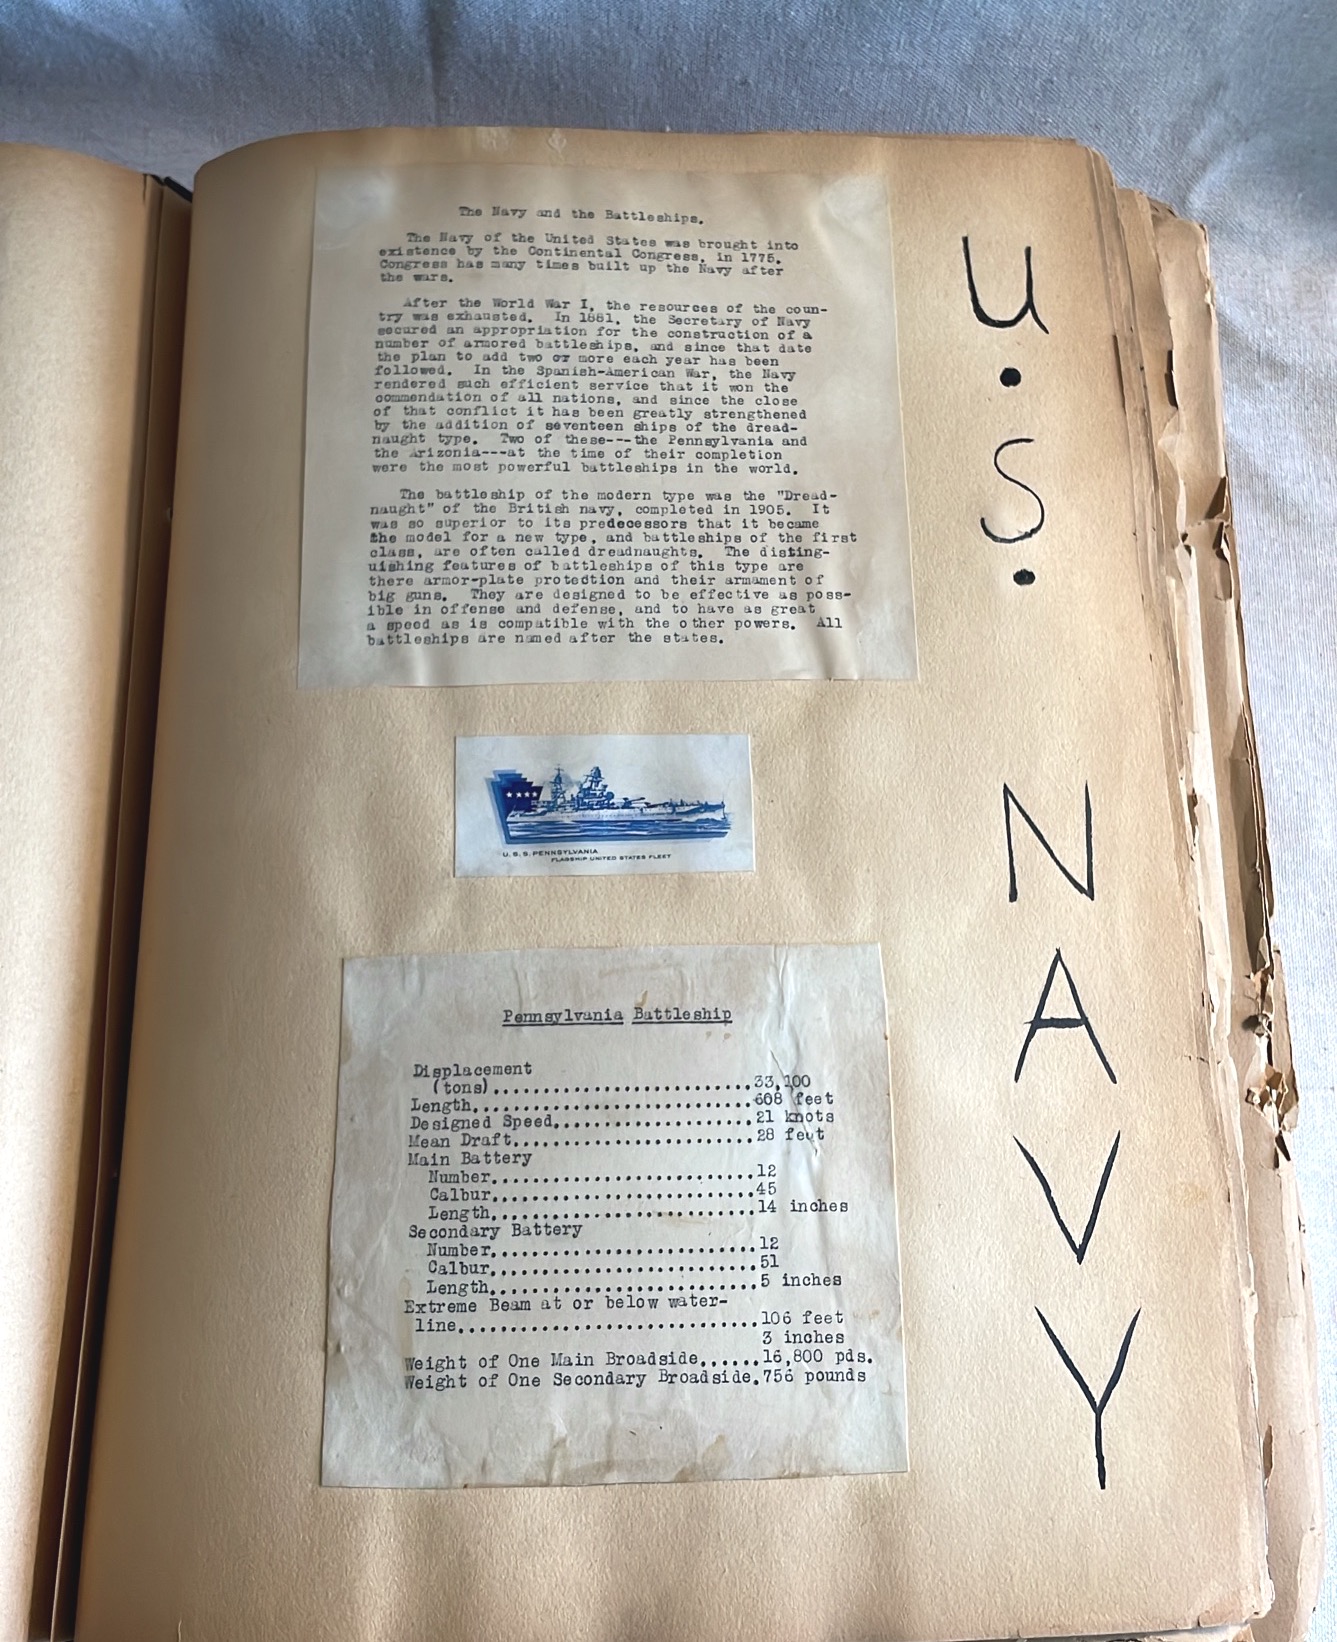 The Navy and the Battleships.
The Navy of the United States was brought into
existence by the Continental Congress, in 1775.
Congress has many times built up the Navy after
the wars.
After the World War I, the resources of the coun-
try was exhausted. In 1881, the Secretary of Navy
secured an appropriation for the construction of a
number of armored battleships, and since that date
the plan to add two or more each year has been
followed. In the Spanish-American War, the Navy
rendered such efficient service that it won the
commendation of all nations, and since the close
of that conflict it has been greatly strengthened
by the addition of seventeen ships of the dread-
naught type. Two of these---the Pennsylvania and
the Arizonia---at the time of their completion
were the most powerful battleships in the world.
The battleship of the modern type was the "Dread-
naught" of the British navy, completed in 1905. It
was so superior to its predecessors that it became
the model for a new type, and battleships of the first
class, are often called dreadnaughts. The disting-
uishing features of battleships of this type are
there armor-plate protection and their armament of
big guns. They are designed to be effective as poss-
ible in offense and defense, and to have as great
a speed as is compatible with the other powers. All
battleships are named after the states.
U.S.PENNSYLVANIA
FLAGSHIP UNITED STATES FLEET
Pennsylvania Battleship
Displacement
(tons)............................33,100
Length..............................608 feet
Designed Speed......................21 knots
Mean Draft..........................28 feet
Main Battery
Number............................12
Calbur............................45
Length............................14 inches
Secondary Battery
Number............................12
Calbur............................51
Length............................5 inches
Extreme Beam at or below water-
line................................106 feet
3 inches
Weight of One Main Broadside......16,800 pds.
Weight of One Secondary Broadside.756 pounds
U.S. NAVY